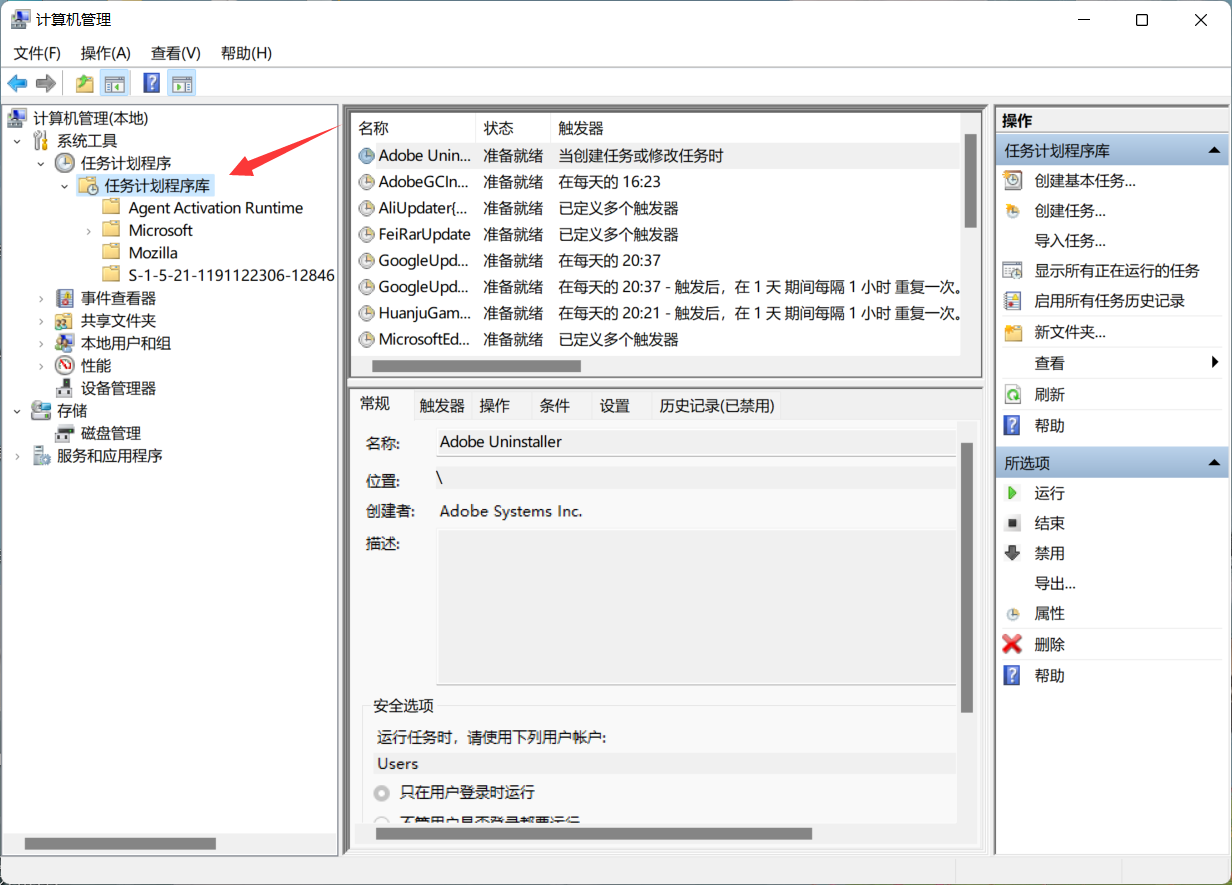 计算机管理
文件(F) 操作(A) 查看(V) 帮助(H)
计算机管理(本地)
系统工具
任务计划程序
任务计划程序库
Agent Activation Runtime
Microsoft
Mozilla
S-1-5-21-1191122306-12846
事件查看器
共享文件夹
本地用户和组
性能
设备管理器
存储
磁盘管理
服务和应用程序
名称 状态 触发器
Adobe Unin... 准备就绪 当创建任务或修改任务时
AdobeGCIn... 准备就绪 在每天的 16:23
AliUpdater{... 准备就绪 已定义多个触发器
FeiRarUpdate 准备就绪 已定义多个触发器
GoogleUpd... 准备就绪 在每天的 20:37
GoogleUpd... 准备就绪 在每天的 20:37 - 触发后，在 1 天 期间每隔 1 小时 重复一次。
HuanjuGam... 准备就绪 在每天的 20:21 - 触发后，在 1 天 期间每隔 1 小时 重复一次。
MicrosoftEd... 准备就绪 已定义多个触发器
常规 触发器 操作 条件 设置 历史记录(已禁用)
名称: Adobe Uninstaller
位置: \
创建者: Adobe Systems Inc.
描述:
安全选项
运行任务时，请使用下列用户帐户:
Users
只在用户登录时运行
不管用户是否登录都要运行
操作
任务计划程序库
创建基本任务...
创建任务...
导入任务...
显示所有正在运行的任务
启用所有任务历史记录
新文件夹...
查看
刷新
帮助
所选项
运行
结束
禁用
导出...
属性
删除
帮助